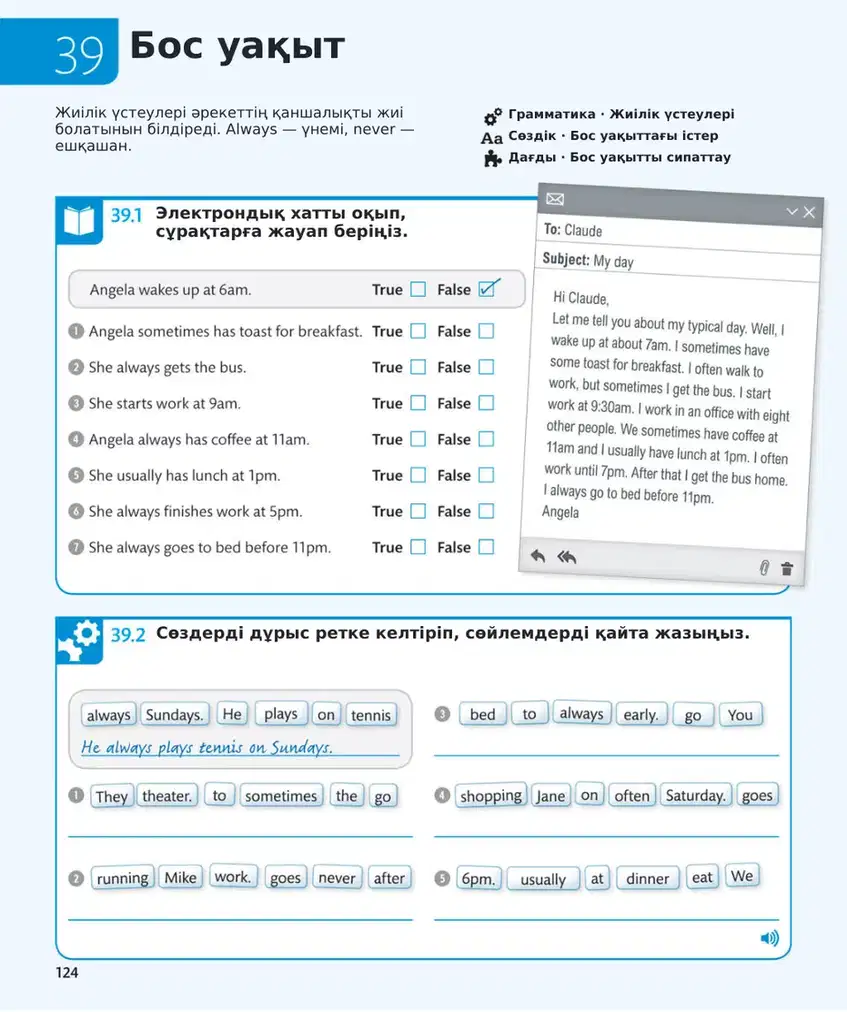 39
Бос уақыт
Жиілік үстеулері әрекеттің қаншалықты жиі
болатынын білдіреді. Always — үнемі, never —
ешқашан.
Грамматика · Жиілік үстеулері
Aa Сөздік · Бос уақыттағы істер
Дағды · Бос уақытты сипаттау
39.1 Электрондық хатты оқып,
сұрақтарға жауап беріңіз.
Angela wakes up at 6am. True False
1 Angela sometimes has toast for breakfast. True False
2 She always gets the bus. True False
3 She starts work at 9am. True False
4 Angela always has coffee at 11am. True False
5 She usually has lunch at 1pm. True False
6 She always finishes work at 5pm. True False
7 She always goes to bed before 11pm. True False
To: Claude
Subject: My day
Hi Claude,
Let me tell you about my typical day. Well, I
wake up at about 7am. I sometimes have
some toast for breakfast. I often walk to
work, but sometimes I get the bus. I start
work at 9:30am. I work in an office with eight
other people. We sometimes have coffee at
11am and I usually have lunch at 1pm. I often
work until 7pm. After that I get the bus home.
I always go to bed before 11pm.
Angela
39.2 Сөздерді дұрыс ретке келтіріп, сөйлемдерді қайта жазыңыз.
always Sundays. He plays on tennis
He always plays tennis on Sundays.
1 They theater. to sometimes the go
2 running Mike work. goes never after
3 bed to always early. go You
4 shopping Jane on often Saturday. goes
5 6pm. usually at dinner eat We
124